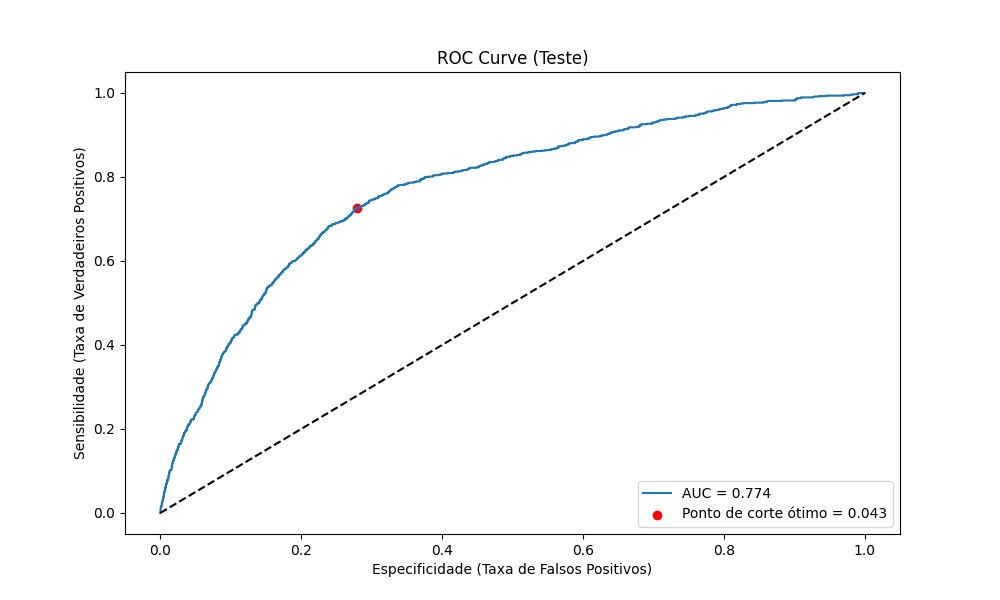 ROC Curve (Teste)
Sensibilidade (Taxa de Verdadeiros Positivos)
1.0
0.8
0.6
0.4
0.2
0.0
AUC = 0.774
Ponto de corte ótimo = 0.043
0.0 0.2 0.4 0.6 0.8 1.0
Especificidade (Taxa de Falsos Positivos)